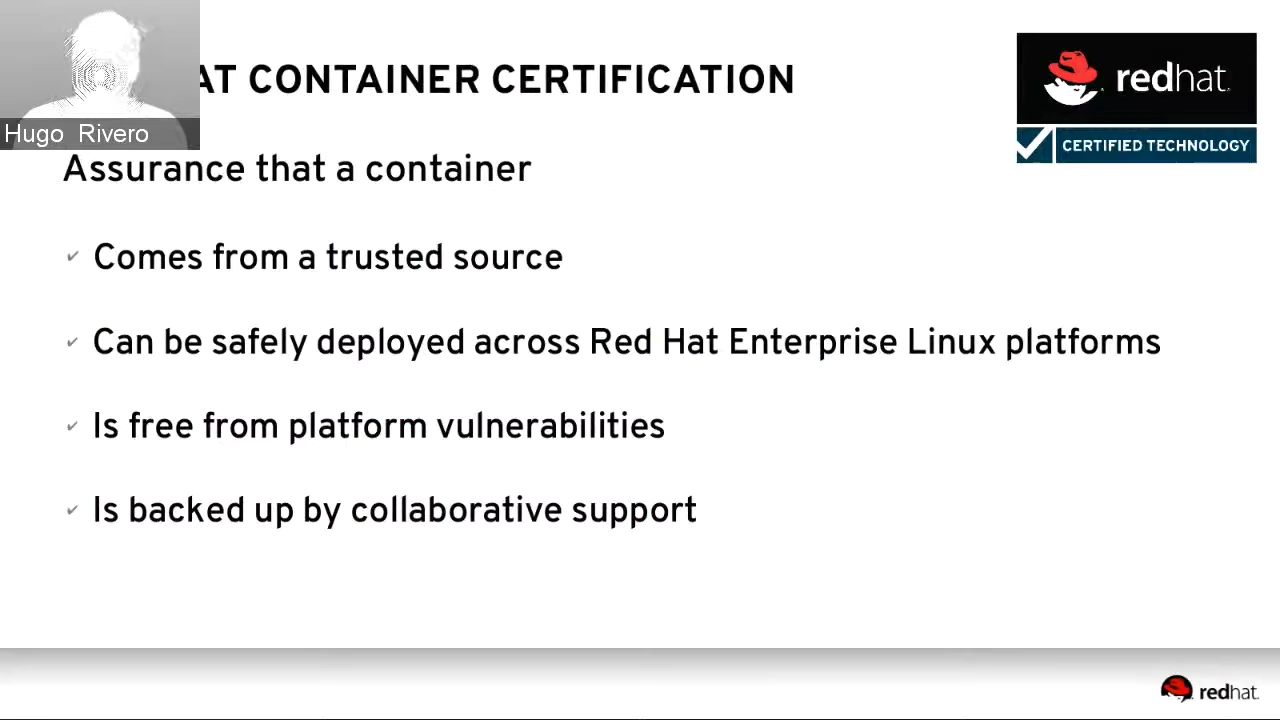 Hugo Rivero
AT CONTAINER CERTIFICATION
redhat.
CERTIFIED TECHNOLOGY
Assurance that a container
✓ Comes from a trusted source
✓ Can be safely deployed across Red Hat Enterprise Linux platforms
✓ Is free from platform vulnerabilities
✓ Is backed up by collaborative support
redhat.